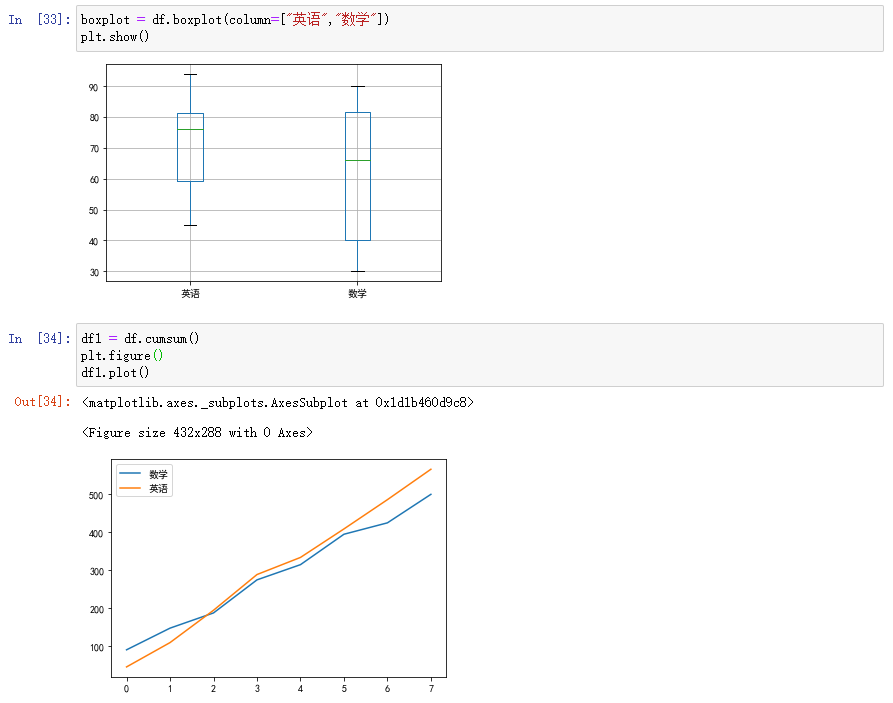 In [33]: boxplot = df.boxplot(column=["英语","数学"])
plt.show()
90
80
70
60
50
40
30
英语 数学
In [34]: df1 = df.cumsum()
plt.figure()
df1.plot()
Out[34]: <matplotlib.axes._subplots.AxesSubplot at 0x1d1b460d9c8>
<Figure size 432x288 with 0 Axes>
数学
英语
500
400
300
200
100
0 1 2 3 4 5 6 7